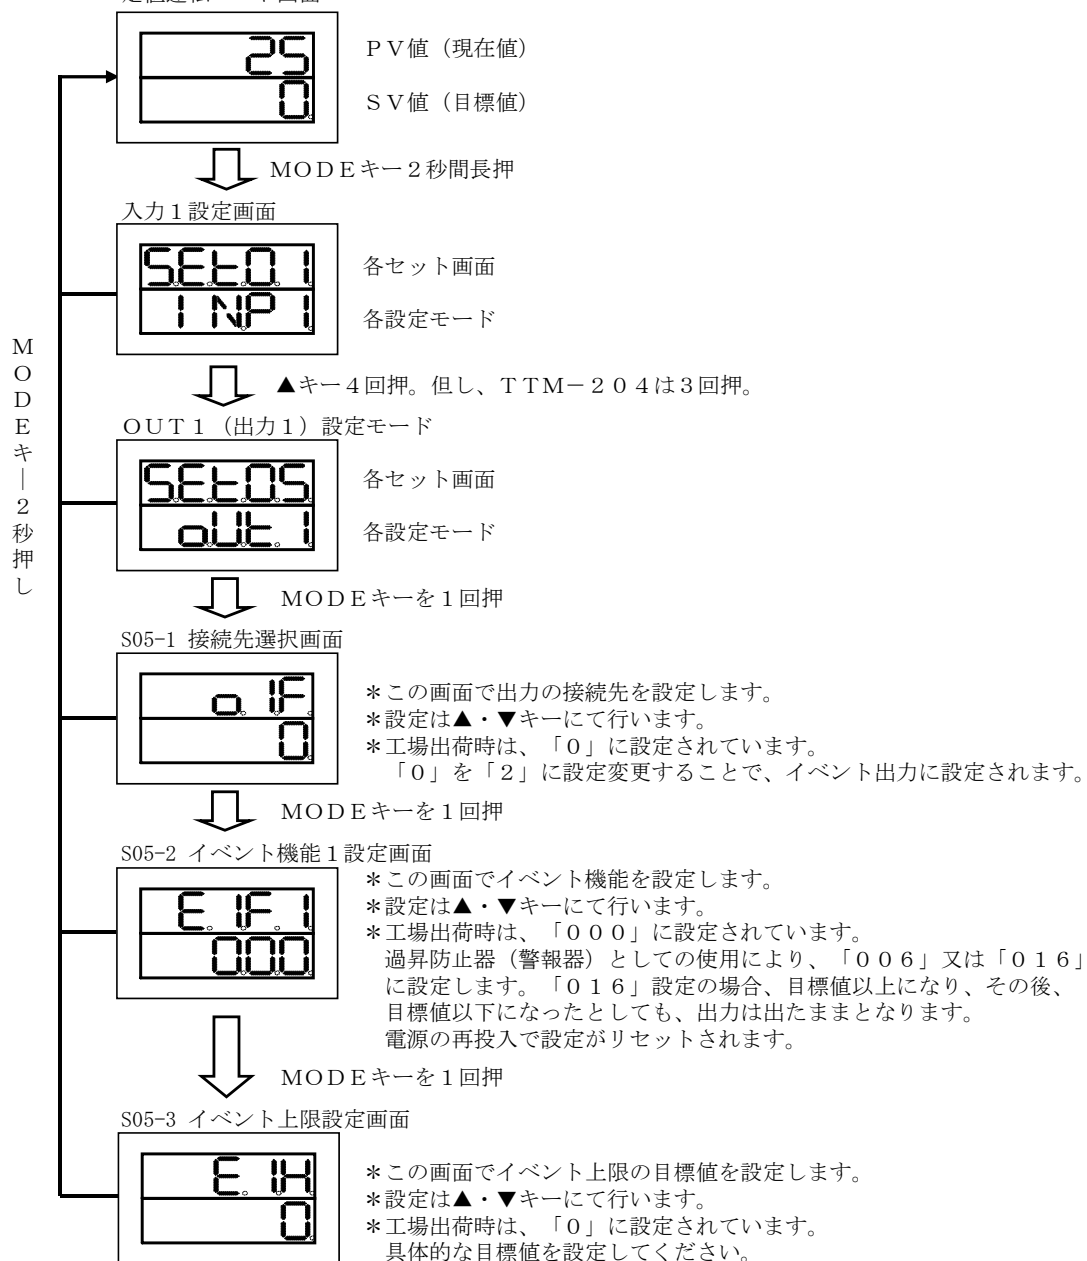 25
PV値（現在値）
0.
SV値（目標値）
MODEキー２秒間長押
入力１設定画面
SEt01
各セット画面
INP1
各設定モード
▲キー４回押。但し、TTM－204は３回押。
OUT１（出力１）設定モード
SEt05
各セット画面
oUt.1
各設定モード
MODEキーを１回押
S05-1 接続先選択画面
o.1F.
0.
＊この画面で出力の接続先を設定します。
＊設定は▲・▼キーにて行います。
＊工場出荷時は、「０」に設定されています。
「０」を「２」に設定変更することで、イベント出力に設定されます。
MODEキーを１回押
S05-2 イベント機能１設定画面
E.1F.1
000
＊この画面でイベント機能を設定します。
＊設定は▲・▼キーにて行います。
＊工場出荷時は、「０００」に設定されています。
過昇防止器（警報器）としての使用により、「００６」又は「０１６」
に設定します。「０１６」設定の場合、目標値以上になり、その後、
目標値以下になったとしても、出力は出たままとなります。
電源の再投入で設定がリセットされます。
MODEキーを１回押
S05-3 イベント上限設定画面
E.1H.
0.
＊この画面でイベント上限の目標値を設定します。
＊設定は▲・▼キーにて行います。
＊工場出荷時は、「０」に設定されています。
具体的な目標値を設定してください。
MODEキー２秒押し